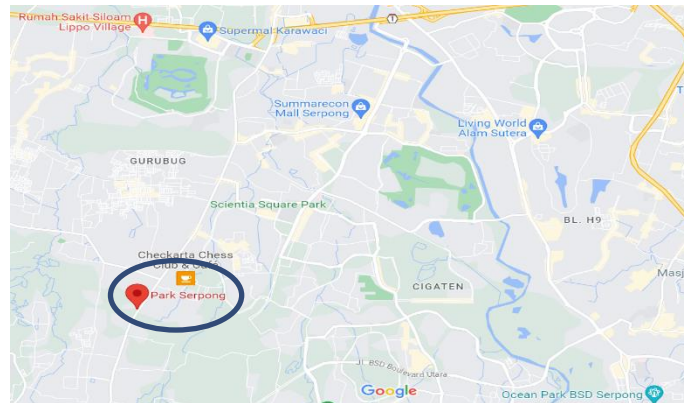 Rumah Sakit Siloam
Lippo Village
Supermal Karawaci
Summarecon
Mall Serpong
Living World
Alam Sutera
GURUBUG
Scientia Square Park
BL. H9
Checkarta Chess
Club & Café
Park Serpong
CIGATEN
Masj
Jl. BSD Boulevard Utara
Google
Ocean Park BSD Serpong